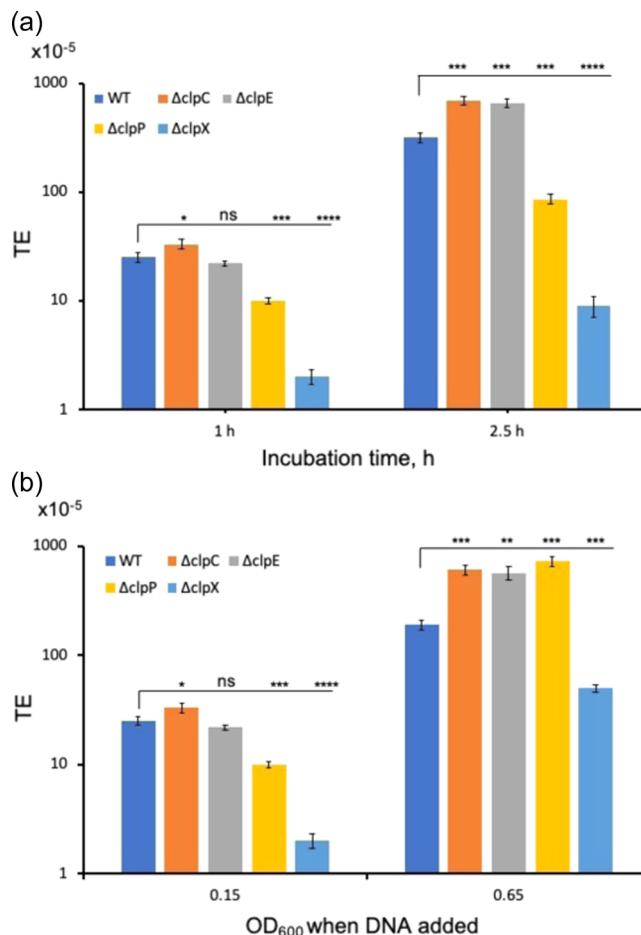 (a)
x10-5
1000
WT ΔclpC ΔclpE
ΔclpP ΔclpX
*** *** *** ****
100
* ns *** ****
TE
10
1
1 h 2.5 h
Incubation time, h
(b)
x10-5
1000
WT ΔclpC ΔclpE
ΔclpP ΔclpX
*** ** *** ***
100
* ns *** ****
TE
10
1
0.15 0.65
OD600 when DNA added